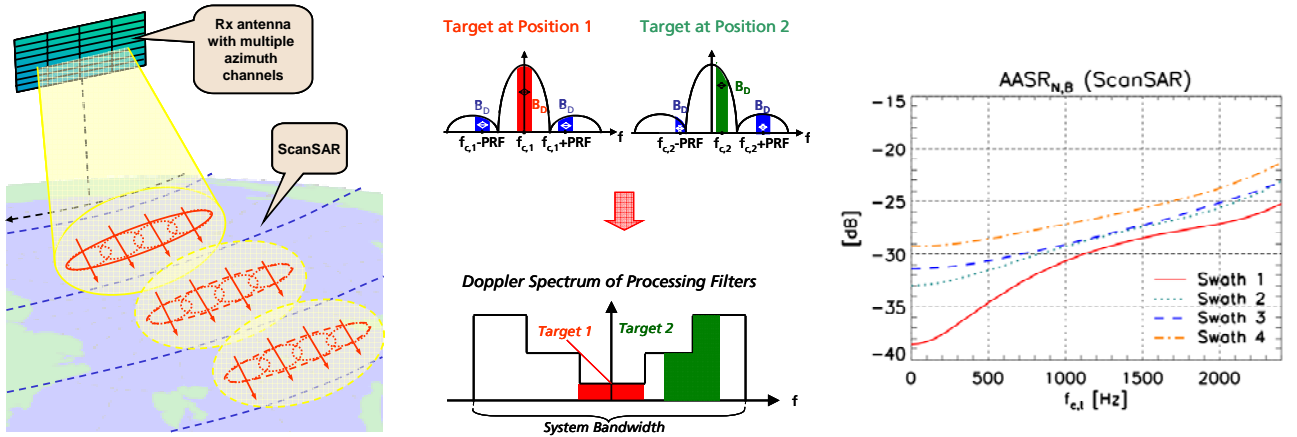 Rx antenna
with multiple
azimuth
channels
ScanSAR
Target at Position 1
B_D
B_D
B_D
f
f_c,1-PRF
f_c,1
f_c,1+PRF
Target at Position 2
B_D
B_D
B_D
f
f_c,2-PRF
f_c,2
f_c,2+PRF
Doppler Spectrum of Processing Filters
Target 1
Target 2
f
System Bandwidth
AASR_N,B (ScanSAR)
[dB]
-15
-20
-25
-30
-35
-40
Swath 1
Swath 2
Swath 3
Swath 4
0
500
1000
1500
2000
f_c,t [Hz]